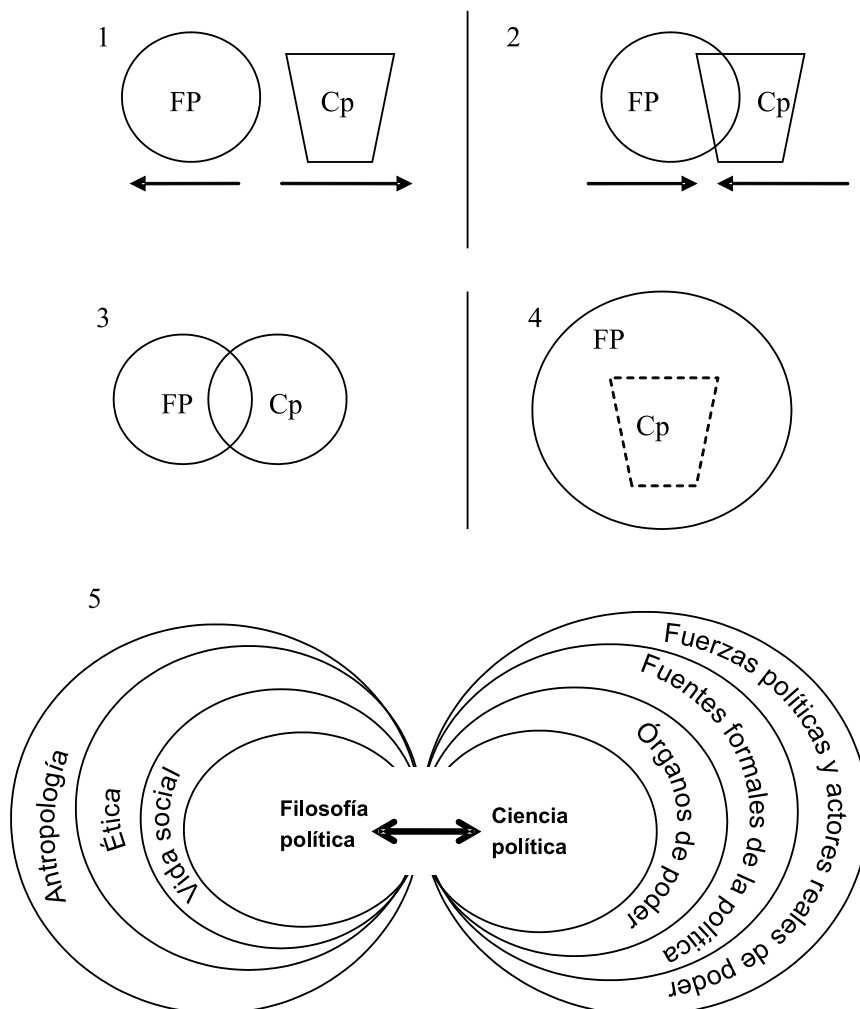 1
FP
Cp
2
FP
Cp
3
FP
Cp
4
FP
Cp
5
Antropología
Ética
Vida social
Filosofía
política
Ciencia
política
Órganos de poder
Fuentes formales de la política
Fuerzas políticas y actores reales de poder